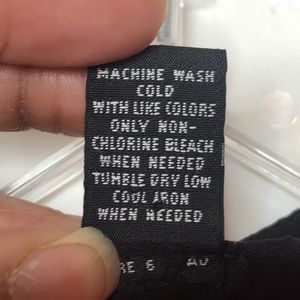 MACHINE WASH
COLD
WITH LIKE COLORS
ONLY NON-
CHLORINE BLEACH
WHEN NEEDED
TUMBLE DRY LOW
COOL IRON
WHEN NEEDED
6